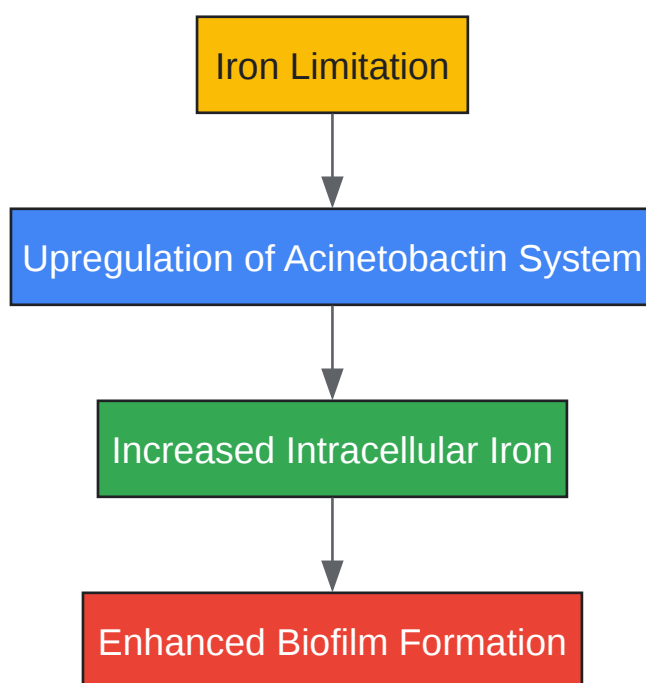 Iron Limitation
Upregulation of Acinetobactin System
Increased Intracellular Iron
Enhanced Biofilm Formation